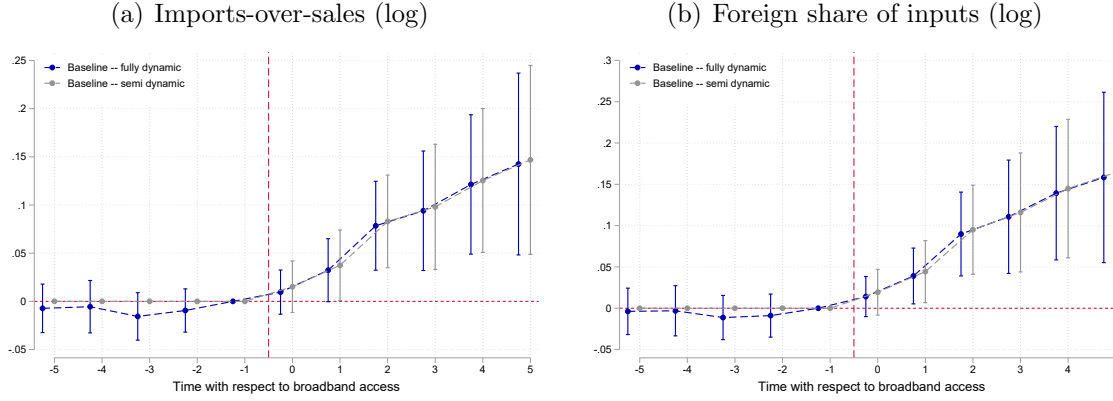 (a) Imports-over-sales (log)
Baseline -- fully dynamic
Baseline -- semi dynamic
.25
.2
.15
.1
.05
0
-.05
-5 -4 -3 -2 -1 0 1 2 3 4 5
Time with respect to broadband access
(b) Foreign share of inputs (log)
Baseline -- fully dynamic
Baseline -- semi dynamic
.3
.25
.2
.15
.1
.05
0
-.05
-5 -4 -3 -2 -1 0 1 2 3 4
Time with respect to broadband access